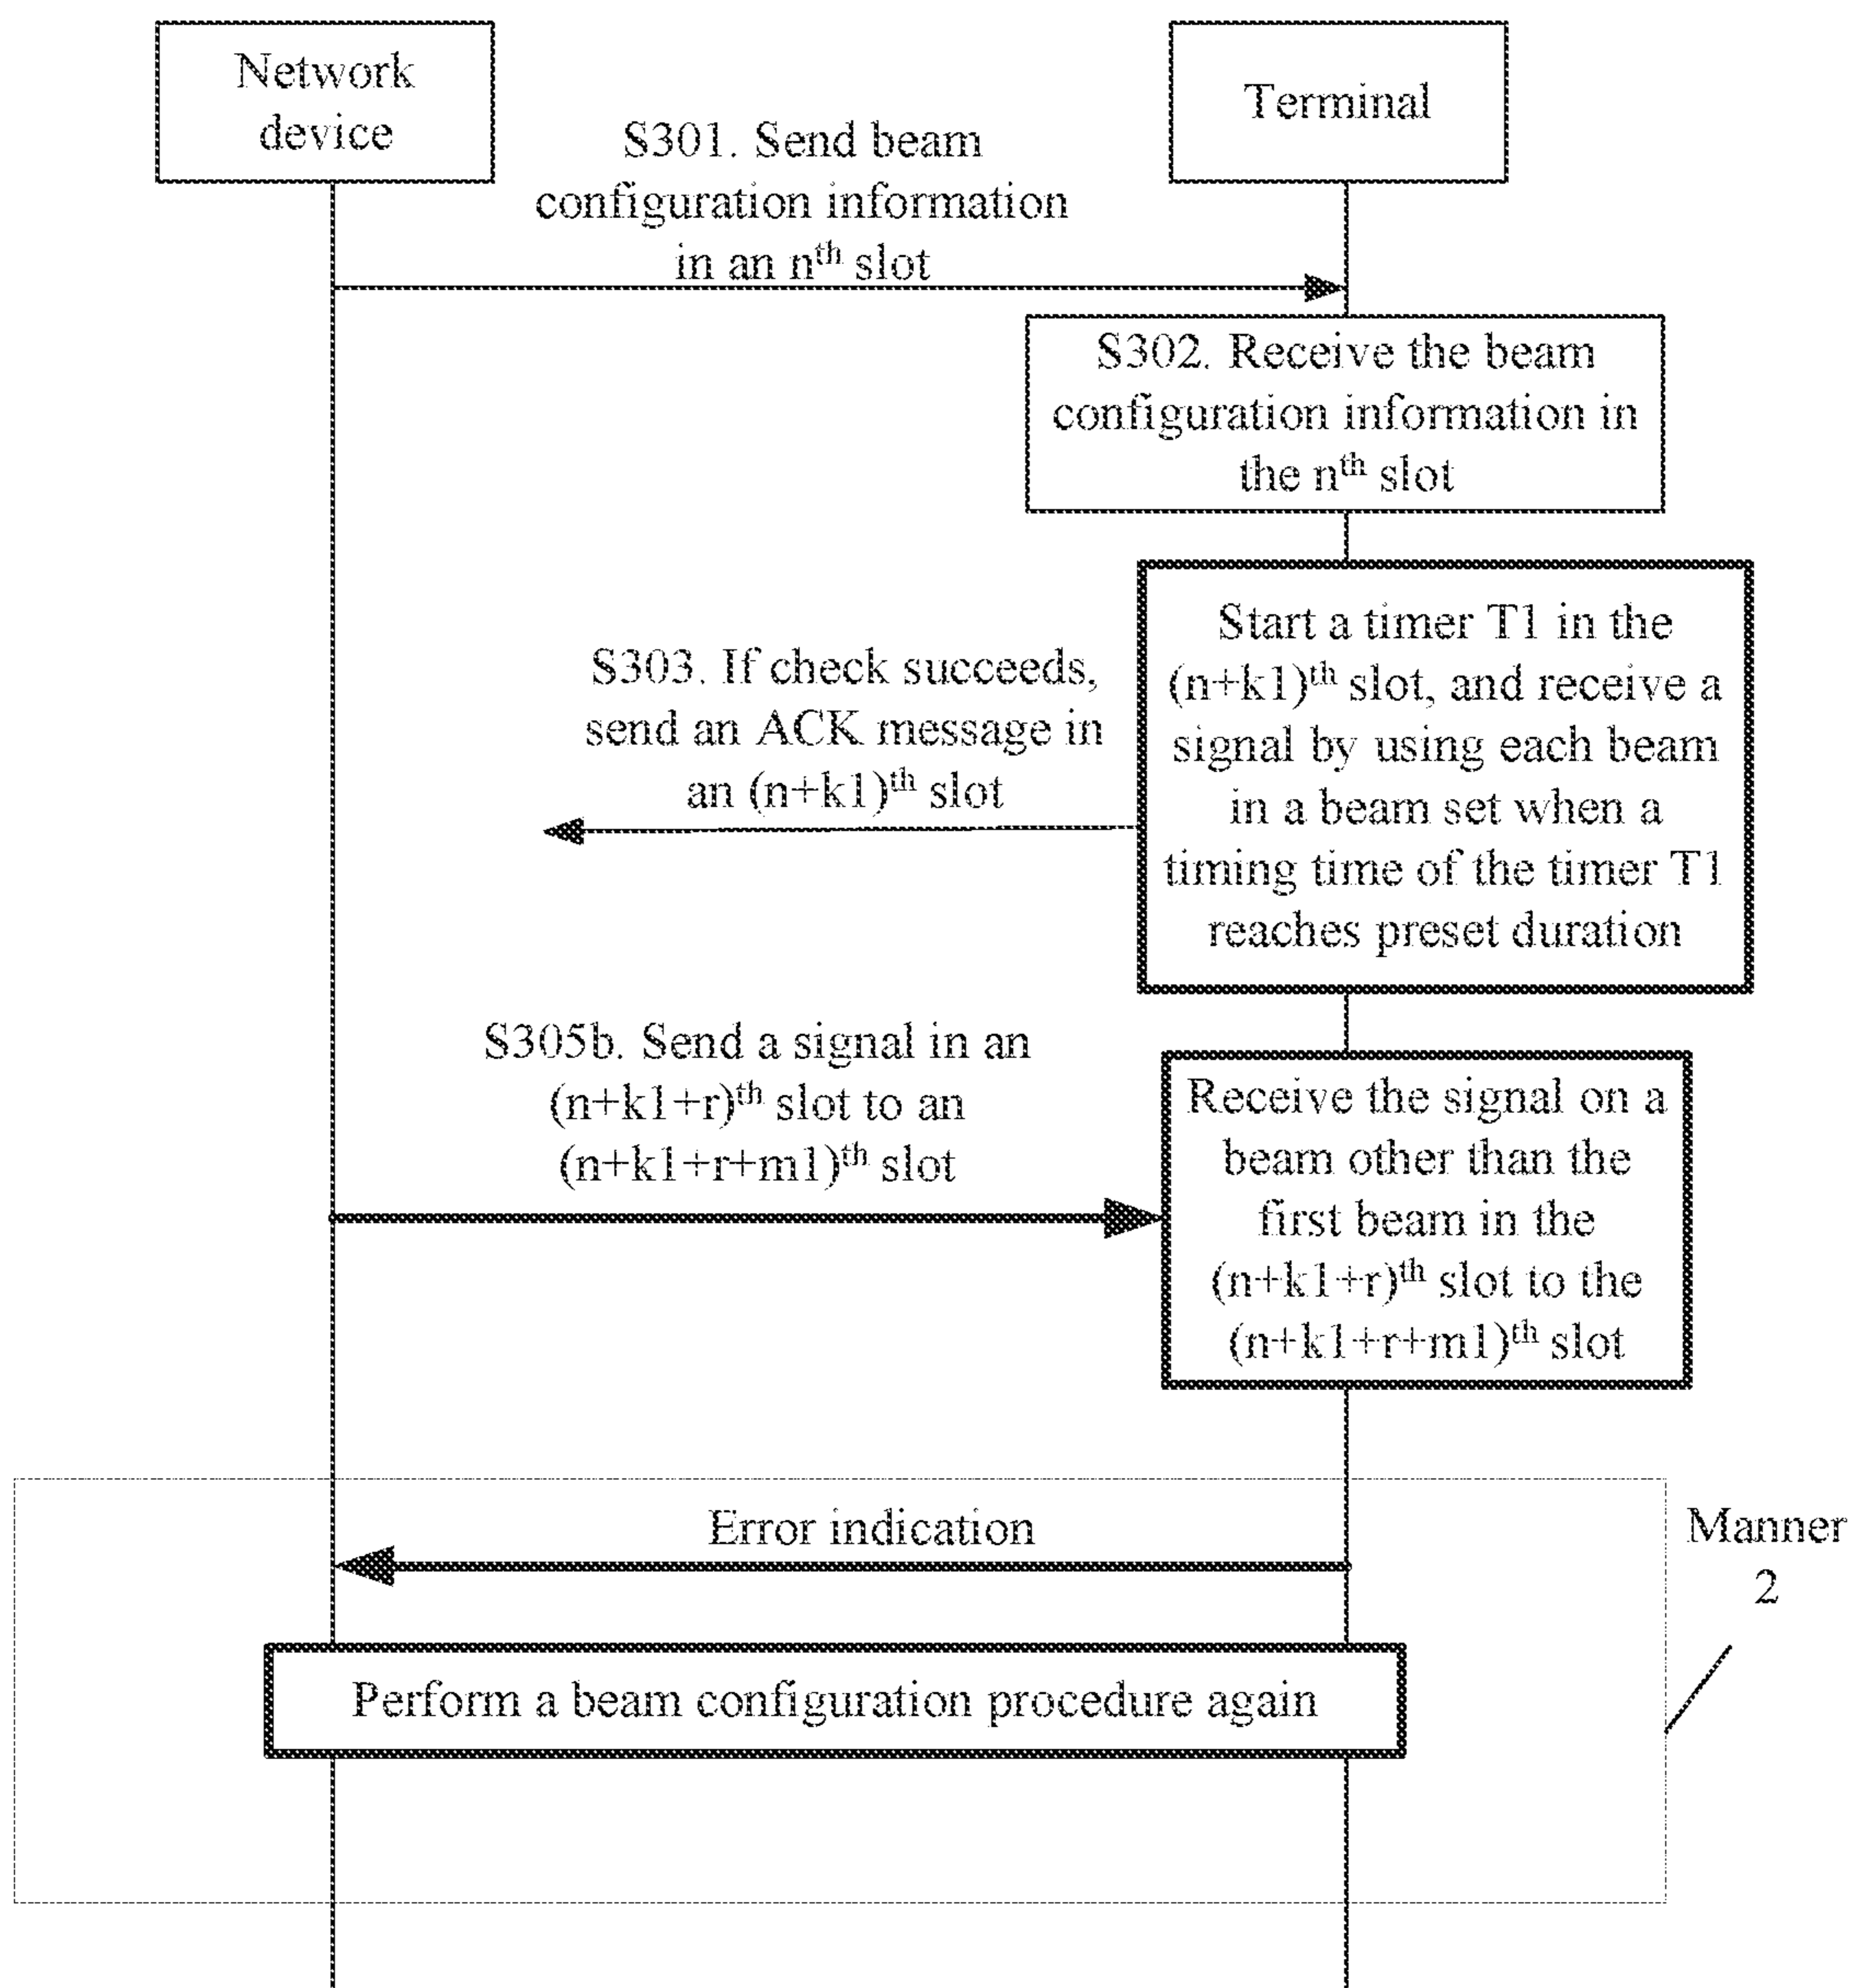 Network
device
Terminal
S301. Send beam
configuration information
in an nth slot
S302. Receive the beam
configuration information in
the nth slot
Start a timer T1 in the
(n+k1)th slot, and receive a
signal by using each beam
in a beam set when a
timing time of the timer T1
reaches preset duration
S303. If check succeeds,
send an ACK message in
an (n+k1)th slot
S305b. Send a signal in an
(n+k1+r)th slot to an
(n+k1+r+m1)th slot
Receive the signal on a
beam other than the
first beam in the
(n+k1+r)th slot to the
(n+k1+r+m1)th slot
Error indication
Manner
2
Perform a beam configuration procedure again